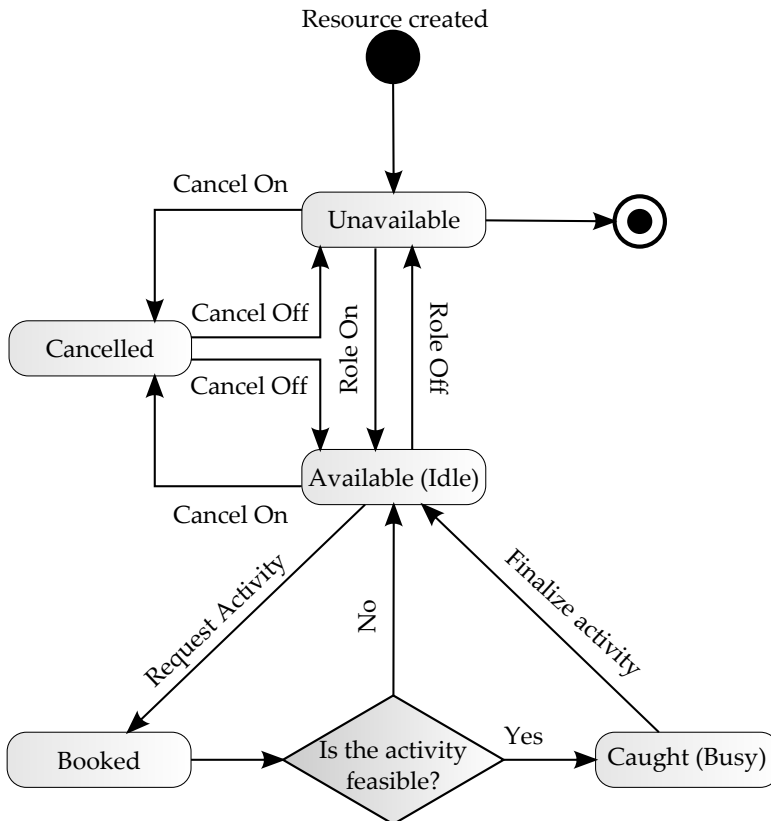 Resource created
Cancel On
Unavailable
Cancel Off
Cancelled
Cancel Off
Role On
Role Off
Available (Idle)
Cancel On
Request Activity
No
Finalize activity
Booked
Is the activity
feasible?
Yes
Caught (Busy)